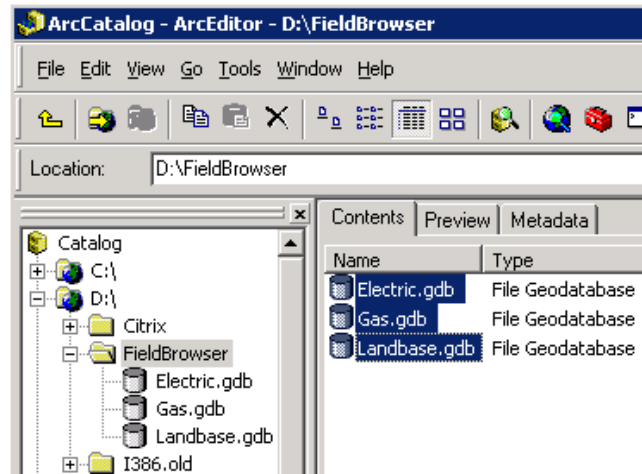 ArcCatalog - ArcEditor - D:\FieldBrowser
File Edit View Go Tools Window Help
Location: D:\FieldBrowser
Catalog
C:\
D:\
Citrix
FieldBrowser
Electric.gdb
Gas.gdb
Landbase.gdb
I386.old
Contents Preview Metadata
Name Type
Electric.gdb File Geodatabase
Gas.gdb File Geodatabase
Landbase.gdb File Geodatabase